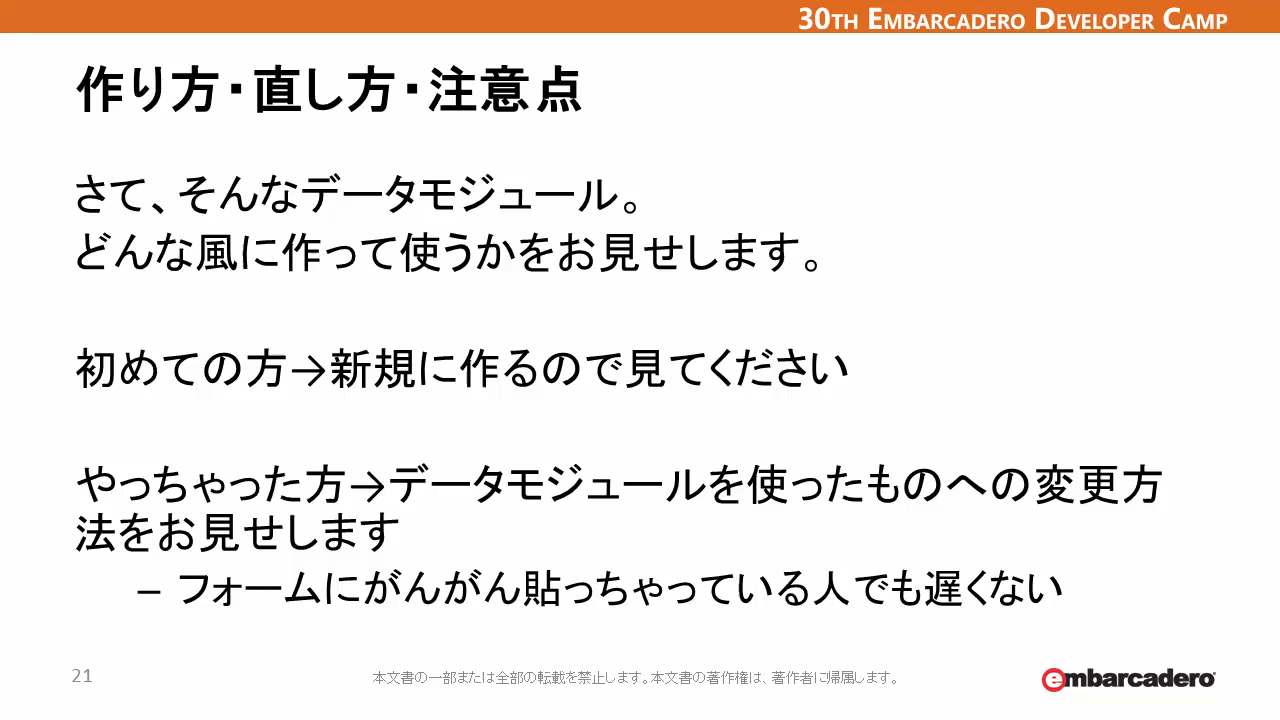 30TH EMBARCADERO DEVELOPER CAMP
作り方・直し方・注意点
さて、そんなデータモジュール。
どんな風に作って使うかをお見せします。
初めての方→新規に作るので見てください
やっちゃった方→データモジュールを使ったものへの変更方
法をお見せします
– フォームにがんがん貼っちゃっている人でも遅くない
21
本文書の一部または全部の転載を禁止します。本文書の著作権は、著作者に帰属します。
embarcadero